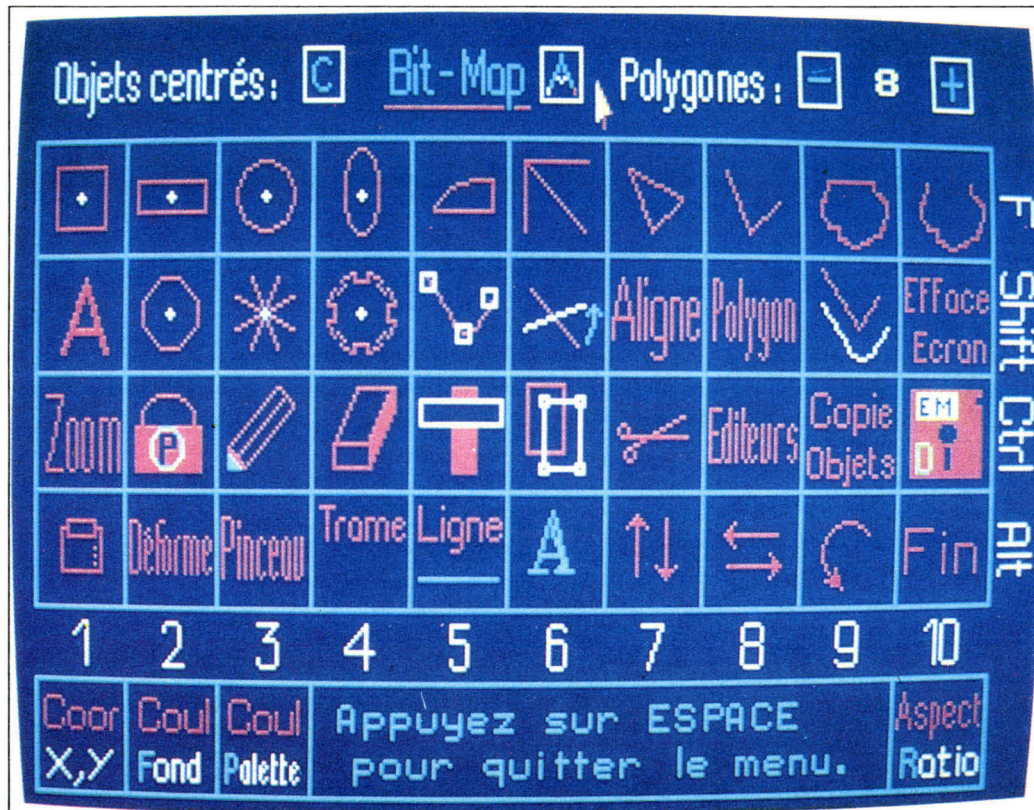 Objets centrés: C Bit-Map A Polygones: - 8 +
F
A Aligne Polygon Efface Ecran Shift
Zoom P Editeurs Copie Objets EM D i Ctrl
Déforme Pinceau Trame Ligne A Fin Alt
1 2 3 4 5 6 7 8 9 10
Coor Coul Coul Appuyez sur ESPACE Aspect
X,Y Fond Palette pour quitter le menu. Ratio